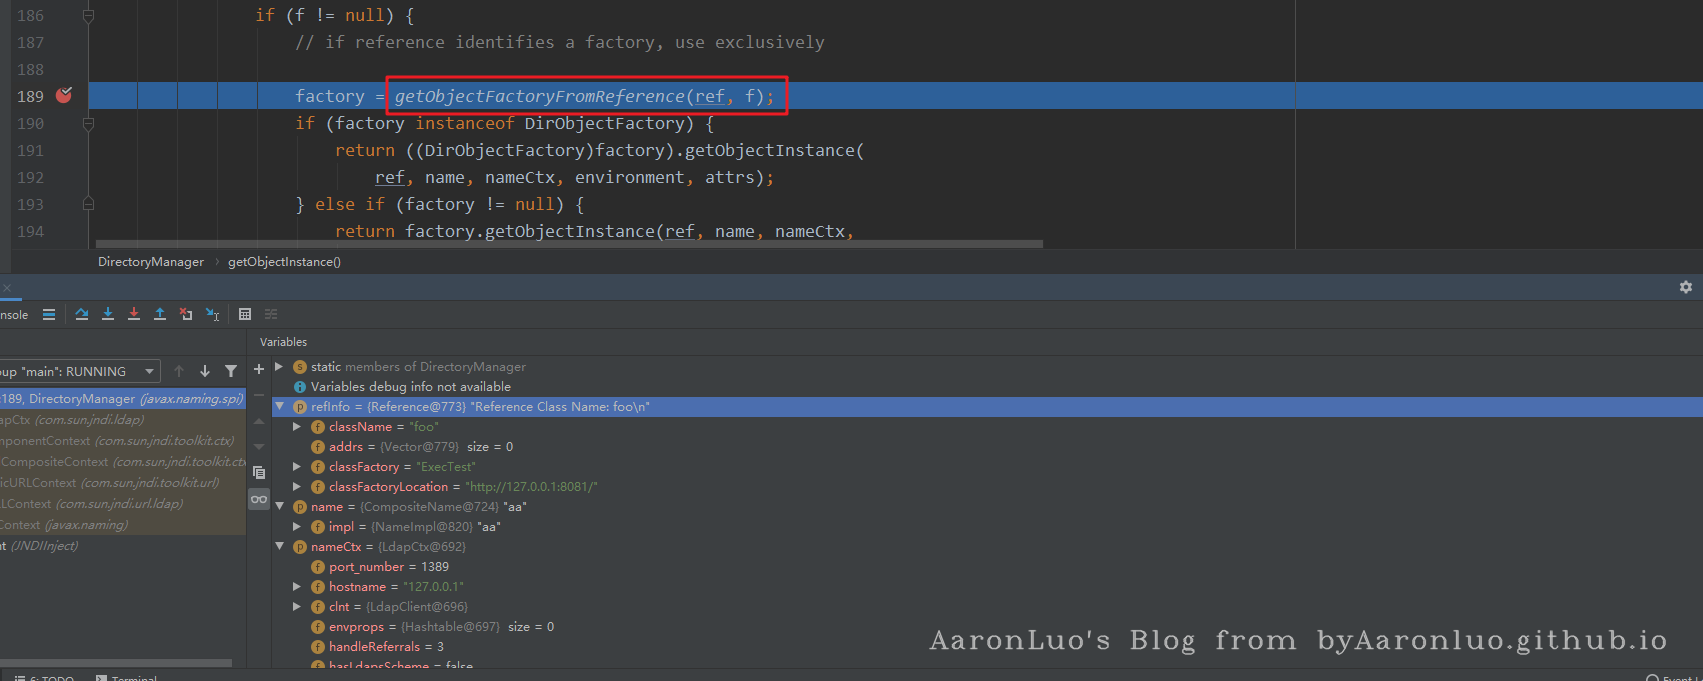 186 if (f != null) {
187 // if reference identifies a factory, use exclusively
188
189 factory = getObjectFactoryFromReference(ref, f);
190 if (factory instanceof DirObjectFactory) {
191 return ((DirObjectFactory)factory).getObjectInstance(
192 ref, name, nameCtx, environment, attrs);
193 } else if (factory != null) {
194 return factory.getObjectInstance(ref, name, nameCtx,
DirectoryManager › getObjectInstance()
nsole
Variables
oup "main": RUNNING
:189, DirectoryManager (javax.naming.spi)
apCtx (com.sun.jndi.ldap)
mponentContext (com.sun.jndi.toolkit.ctx)
CompositeContext (com.sun.jndi.toolkit.ctx
icURLContext (com.sun.jndi.toolkit.url)
LContext (com.sun.jndi.url.ldap)
Context (javax.naming)
nt (JNDIInject)
static members of DirectoryManager
Variables debug info not available
refInfo = {Reference@773} "Reference Class Name: foo\n"
className = "foo"
addrs = {Vector@779} size = 0
classFactory = "ExecTest"
classFactoryLocation = "http://127.0.0.1:8081/"
name = {CompositeName@724} "aa"
impl = {NameImpl@820} "aa"
nameCtx = {LdapCtx@692}
port_number = 1389
hostname = "127.0.0.1"
clnt = {LdapClient@696}
envprops = {Hashtable@697} size = 0
handleReferrals = 3
hasLdapsScheme = false
AaronLuo's Blog from byAaronluo.github.io
6: TODO Terminal
Event L